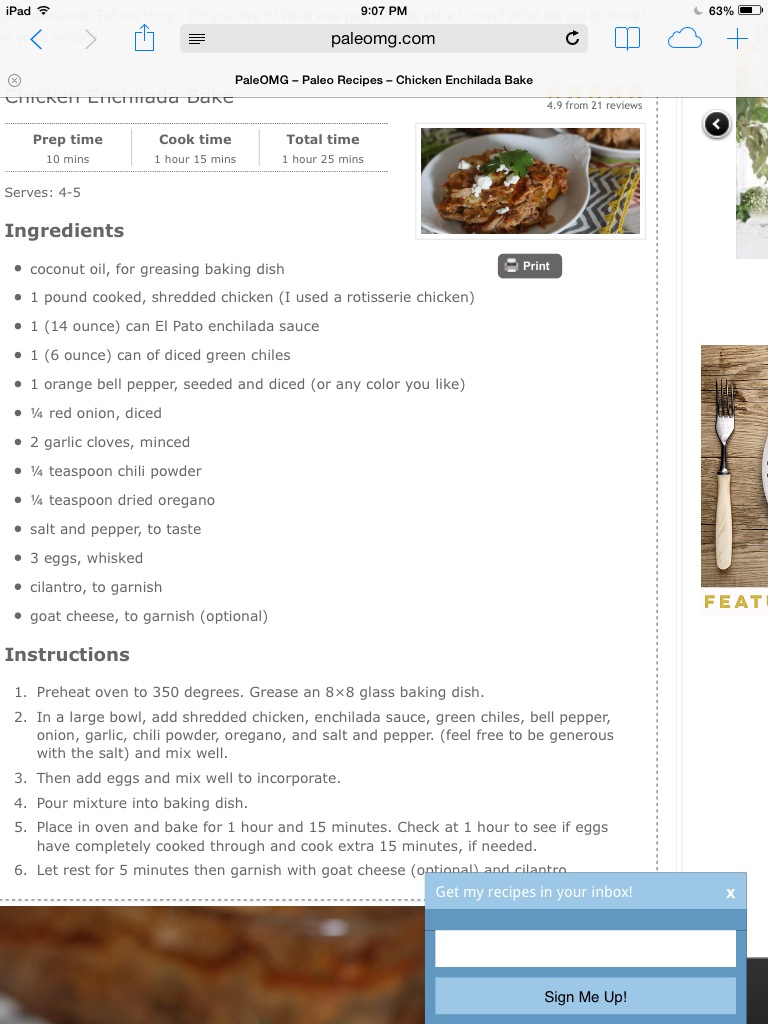 iPad 9:07 PM 63%
paleomg.com
PaleOMG – Paleo Recipes – Chicken Enchilada Bake
Chicken Enchilada Bake
4.9 from 21 reviews
Prep time Cook time Total time
10 mins 1 hour 15 mins 1 hour 25 mins
Serves: 4-5
Print
Ingredients
coconut oil, for greasing baking dish
1 pound cooked, shredded chicken (I used a rotisserie chicken)
1 (14 ounce) can El Pato enchilada sauce
1 (6 ounce) can of diced green chiles
1 orange bell pepper, seeded and diced (or any color you like)
¼ red onion, diced
2 garlic cloves, minced
¼ teaspoon chili powder
¼ teaspoon dried oregano
salt and pepper, to taste
3 eggs, whisked
cilantro, to garnish
goat cheese, to garnish (optional)
FEATU
Instructions
1. Preheat oven to 350 degrees. Grease an 8×8 glass baking dish.
2. In a large bowl, add shredded chicken, enchilada sauce, green chiles, bell pepper,
onion, garlic, chili powder, oregano, and salt and pepper. (feel free to be generous
with the salt) and mix well.
3. Then add eggs and mix well to incorporate.
4. Pour mixture into baking dish.
5. Place in oven and bake for 1 hour and 15 minutes. Check at 1 hour to see if eggs
have completely cooked through and cook extra 15 minutes, if needed.
6. Let rest for 5 minutes then garnish with goat cheese (optional) and cilantro
Get my recipes in your inbox! x
Sign Me Up!